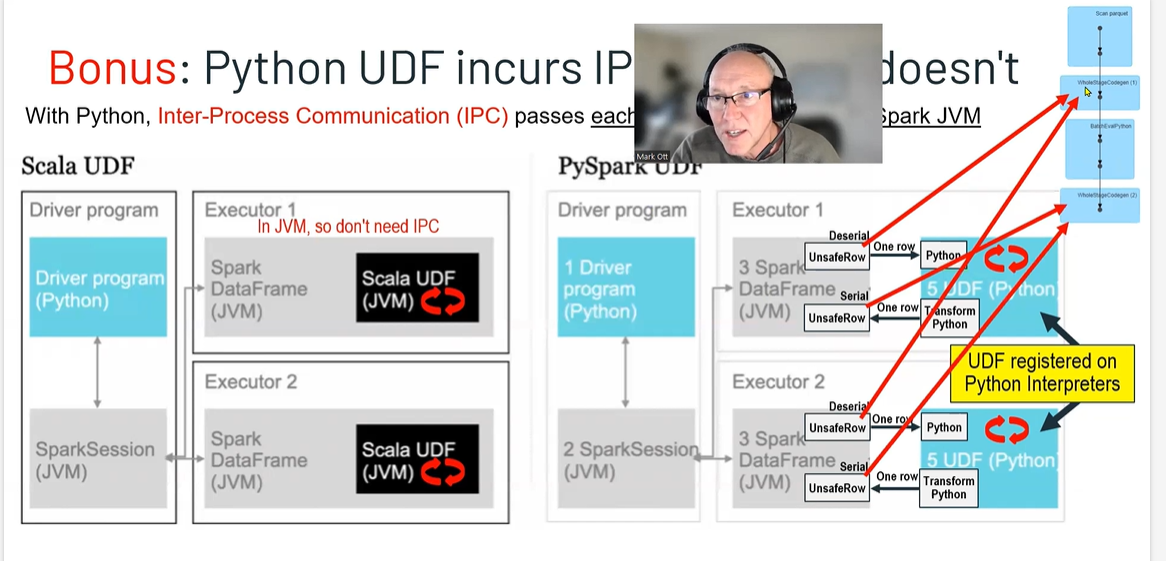 Bonus: Python UDF incurs IP doesn't
With Python, Inter-Process Communication (IPC) passes each Spark JVM
Mark Ott
Scan parquet
WholeStageCodegen (1)
BatchEvalPython
WholeStageCodegen (2)
Scala UDF
Driver program
Driver program
(Python)
SparkSession
(JVM)
Executor 1
In JVM, so don't need IPC
Spark
DataFrame
(JVM)
Scala UDF
(JVM)
Executor 2
Spark
DataFrame
(JVM)
Scala UDF
(JVM)
PySpark UDF
Driver program
1 Driver
program
(Python)
2 SparkSession
(JVM)
Executor 1
3 Spark
DataFrame
(JVM)
Deserial
UnsafeRow
One row
Python
Serial
UnsafeRow
One row
Transform
Python
5 UDF (Python)
UDF registered on
Python Interpreters
Executor 2
3 Spark
DataFrame
(JVM)
Deserial
UnsafeRow
One row
Python
Serial
UnsafeRow
One row
Transform
Python
5 UDF (Python)